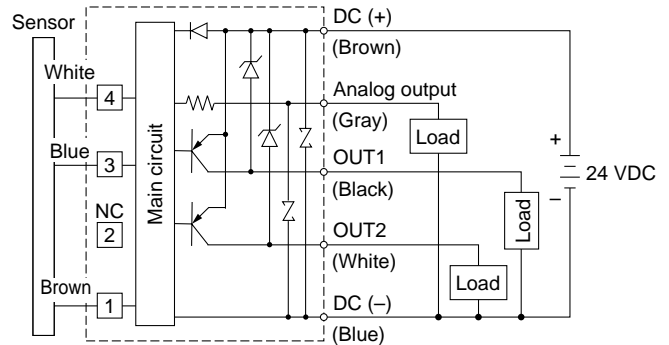 Sensor
White
Blue
NC
Brown
4
3
2
1
Main circuit
DC (+)
(Brown)
Analog output
(Gray)
OUT1
(Black)
OUT2
(White)
DC (–)
(Blue)
Load
Load
Load
+
24 VDC
–